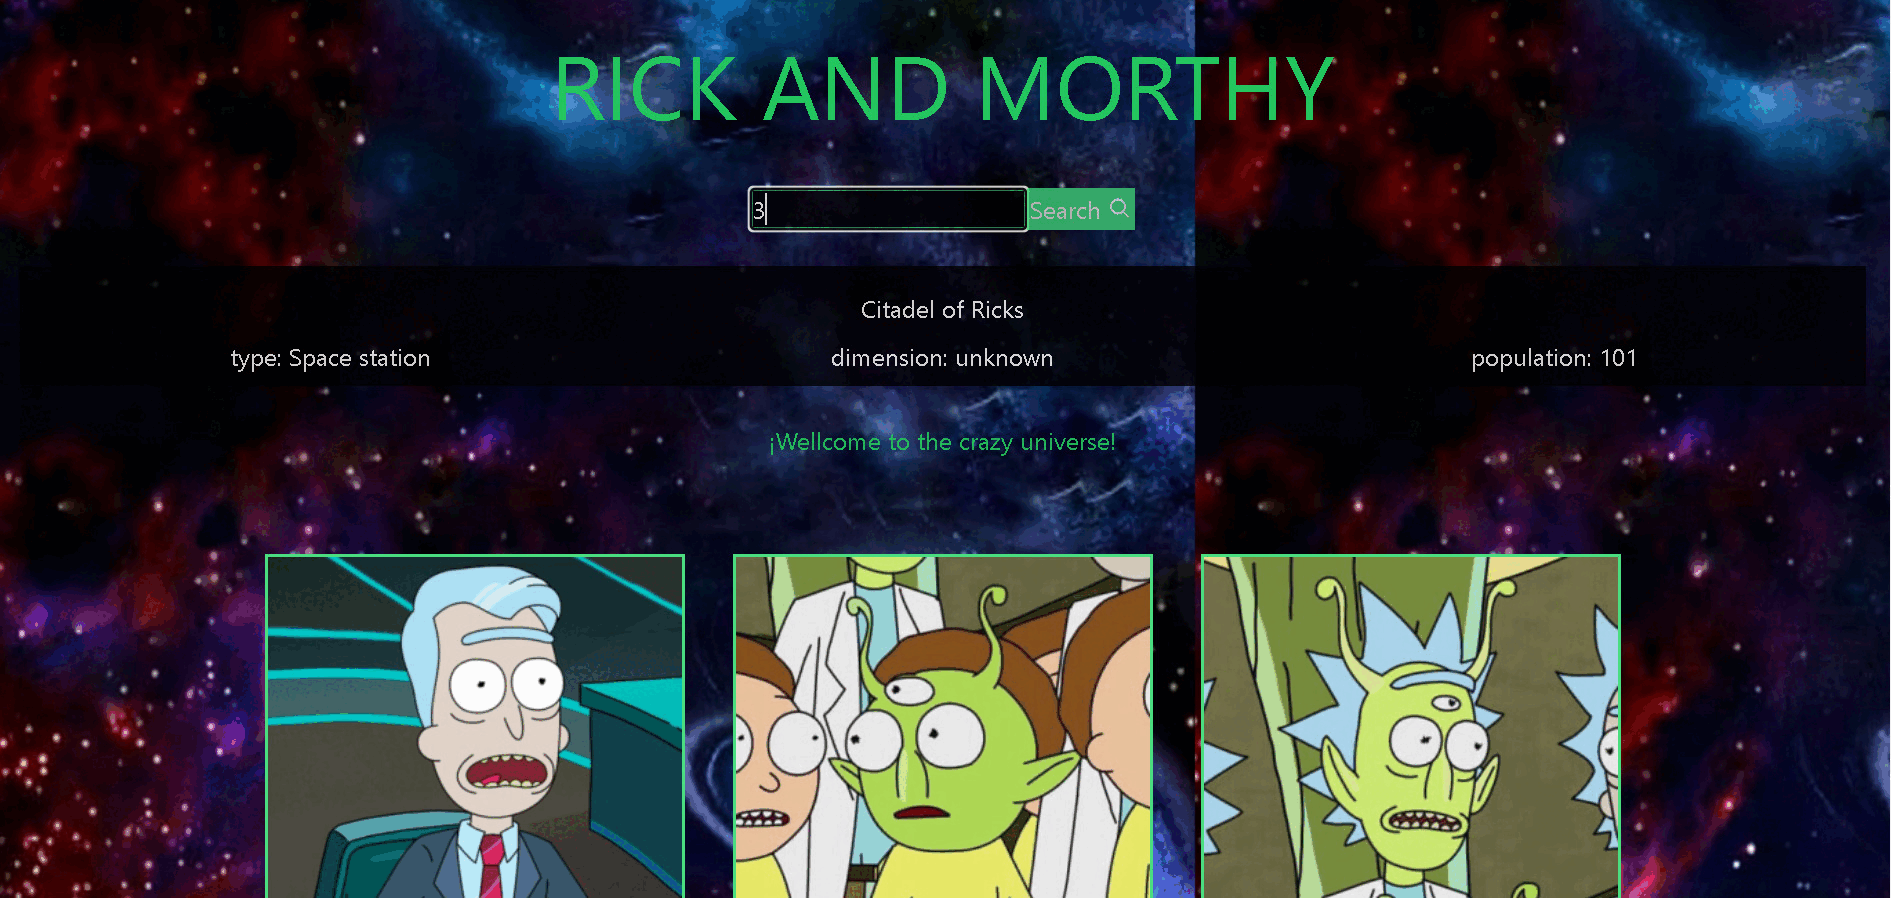 RICK AND MORTHY
3
Search
Citadel of Ricks
type: Space station
dimension: unknown
population: 101
¡Wellcome to the crazy universe!